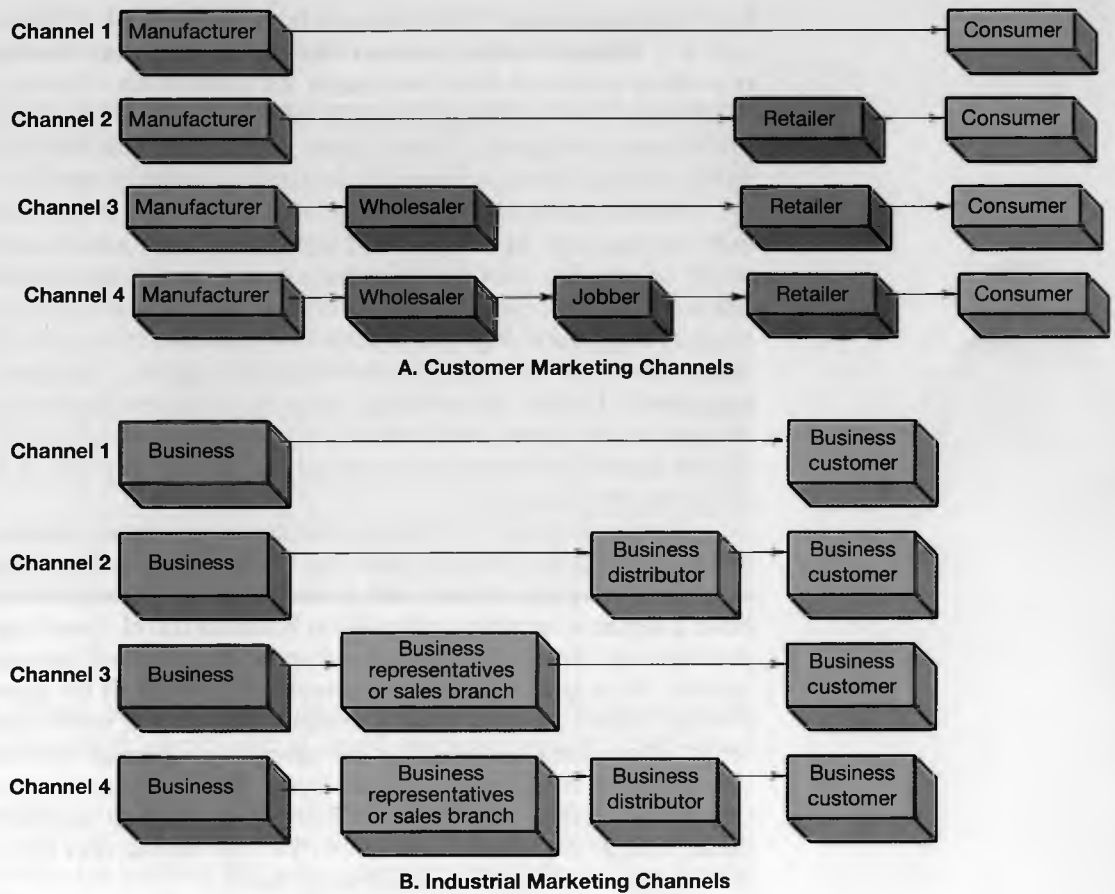 Channel 1 Manufacturer Consumer
Channel 2 Manufacturer Retailer Consumer
Channel 3 Manufacturer Wholesaler Retailer Consumer
Channel 4 Manufacturer Wholesaler Jobber Retailer Consumer
A. Customer Marketing Channels
Channel 1 Business Business customer
Channel 2 Business Business distributor Business customer
Channel 3 Business Business representatives or sales branch Business customer
Channel 4 Business Business representatives or sales branch Business distributor Business customer
B. Industrial Marketing Channels